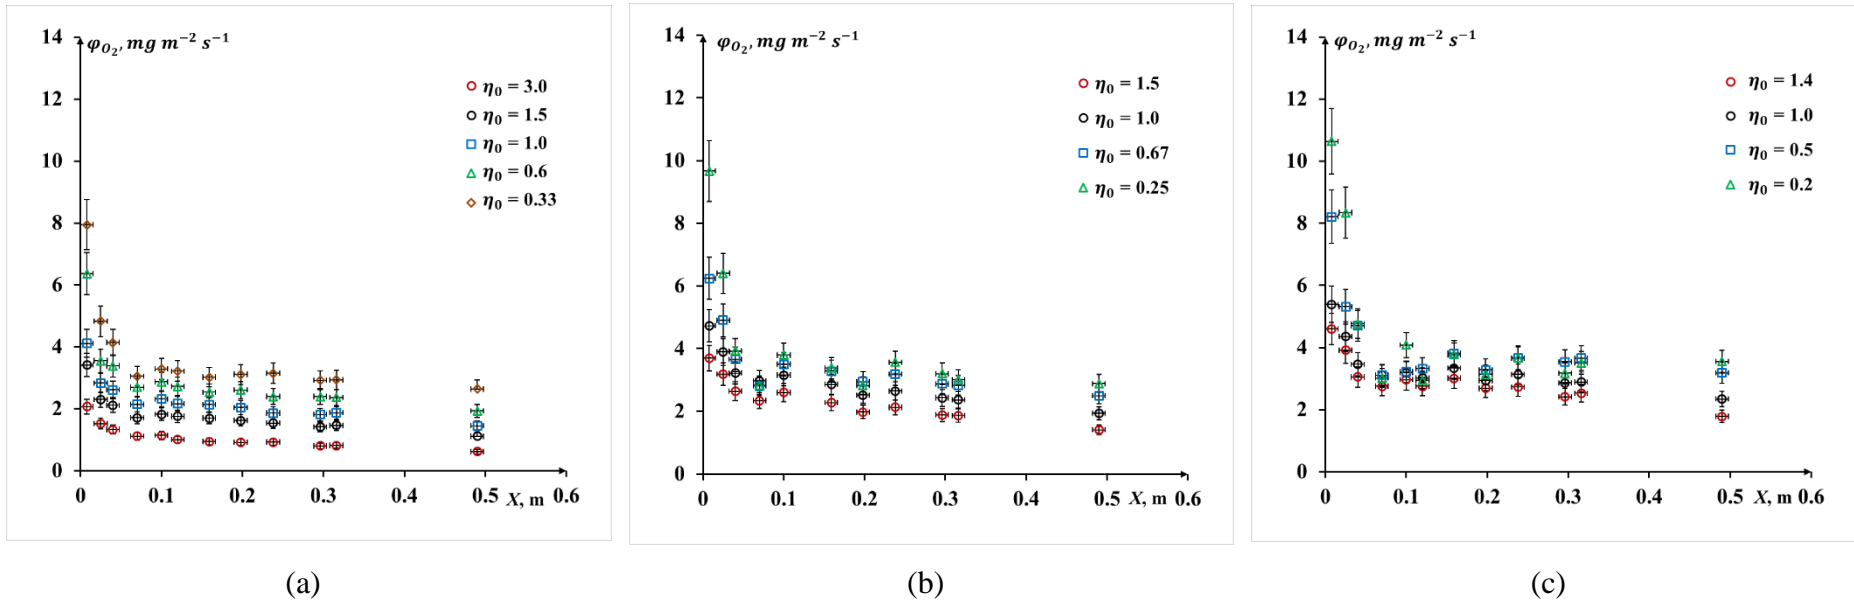 φO₂, mg m⁻² s⁻¹
14
12
10
8
6
4
2
0
η₀ = 3.0
η₀ = 1.5
η₀ = 1.0
η₀ = 0.6
η₀ = 0.33
0 0.1 0.2 0.3 0.4 0.5 X, m 0.6
(a)
φO₂, mg m⁻² s⁻¹
14
12
10
8
6
4
2
0
η₀ = 1.5
η₀ = 1.0
η₀ = 0.67
η₀ = 0.25
0 0.1 0.2 0.3 0.4 0.5 X, m 0.6
(b)
φO₂, mg m⁻² s⁻¹
14
12
10
8
6
4
2
0
η₀ = 1.4
η₀ = 1.0
η₀ = 0.5
η₀ = 0.2
0 0.1 0.2 0.3 0.4 0.5 X, m 0.6
(c)